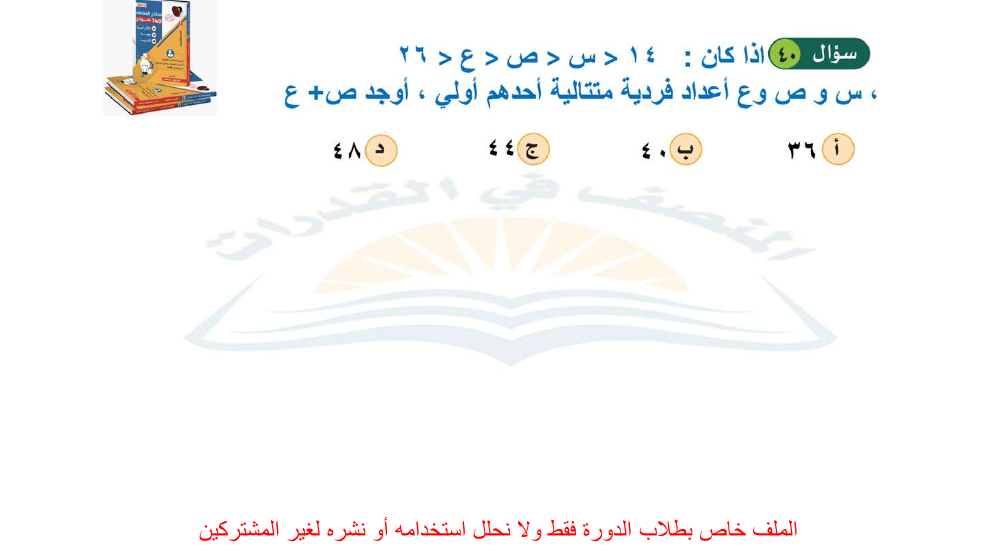 سؤال ٤٠ اذا كان : ١٤ < س < ص < ع < ٢٦
، س و ص وع أعداد فردية متتالية أحدهم أولي ، أوجد ص+ ع
أ ٣٦ ب ٤٠ ج ٤٤ د ٤٨
المنصف في القدرات
الملف خاص بطلاب الدورة فقط ولا نحلل استخدامه أو نشره لغير المشتركين